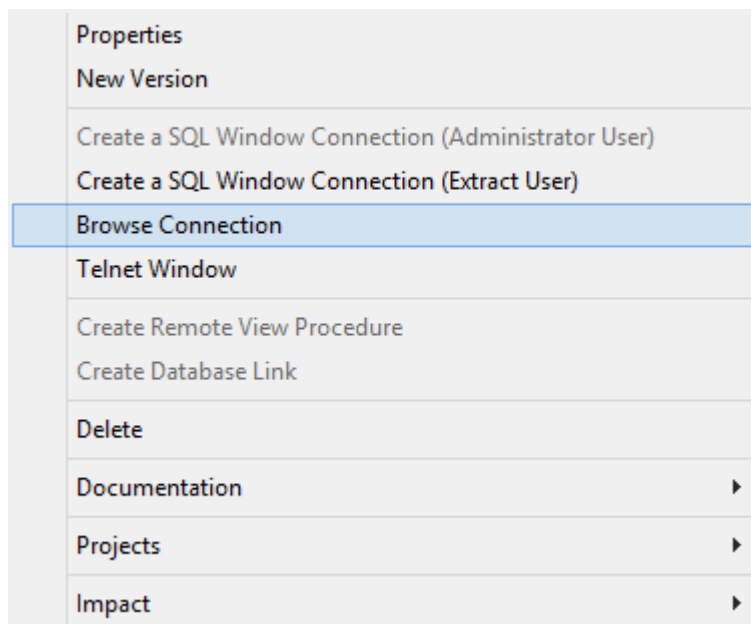 Properties
New Version
Create a SQL Window Connection (Administrator User)
Create a SQL Window Connection (Extract User)
Browse Connection
Telnet Window
Create Remote View Procedure
Create Database Link
Delete
Documentation
Projects
Impact